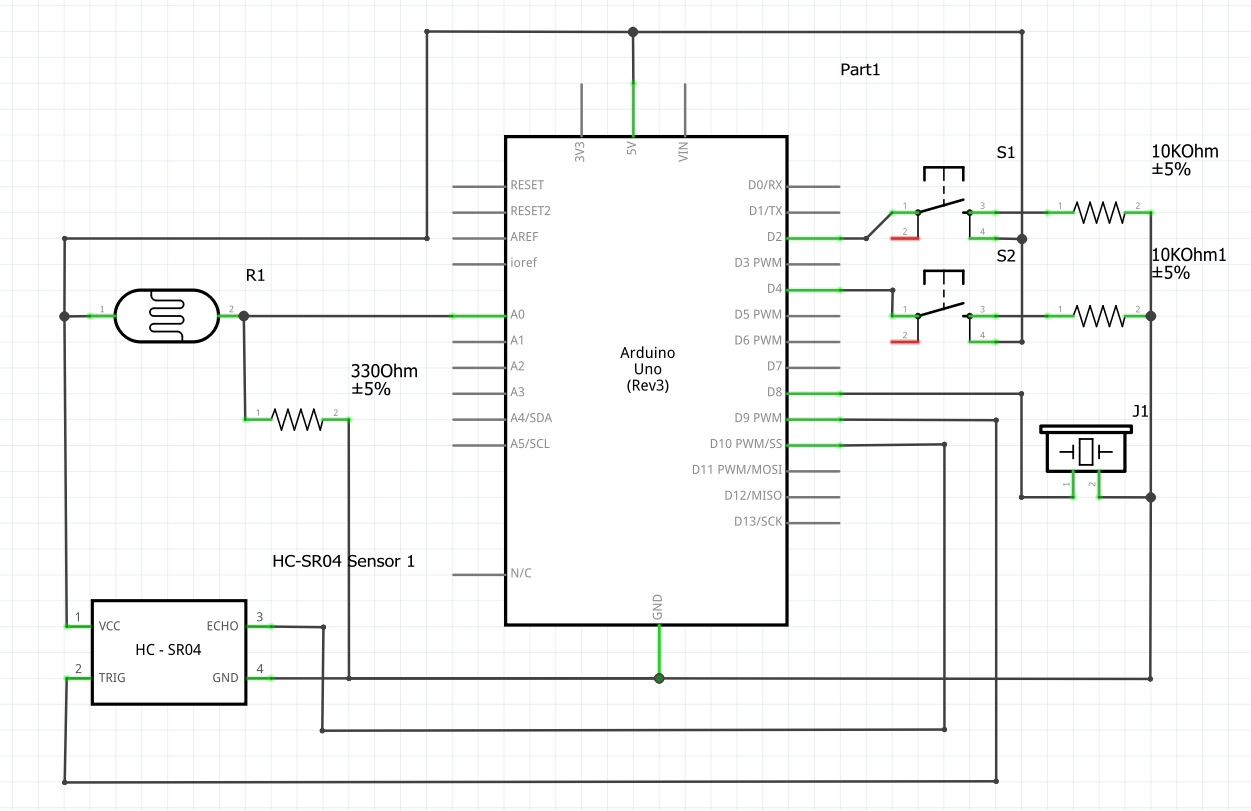 Part1
3V3
5V
VIN
S1
10KOhm
±5%
RESET
D0/RX
RESET2
D1/TX
1
3
1
2
AREF
D2
2
4
ioref
D3 PWM
S2
10KOhm1
±5%
R1
D4
1
2
A0
D5 PWM
1
3
1
2
A1
D6 PWM
2
4
Arduino
Uno
(Rev3)
A2
D7
330Ohm
±5%
A3
D8
1
2
A4/SDA
D9 PWM
J1
A5/SCL
D10 PWM/SS
D11 PWM/MOSI
1
2
D12/MISO
D13/SCK
HC-SR04 Sensor 1
N/C
GND
1
VCC
ECHO
3
HC - SR04
2
TRIG
GND
4